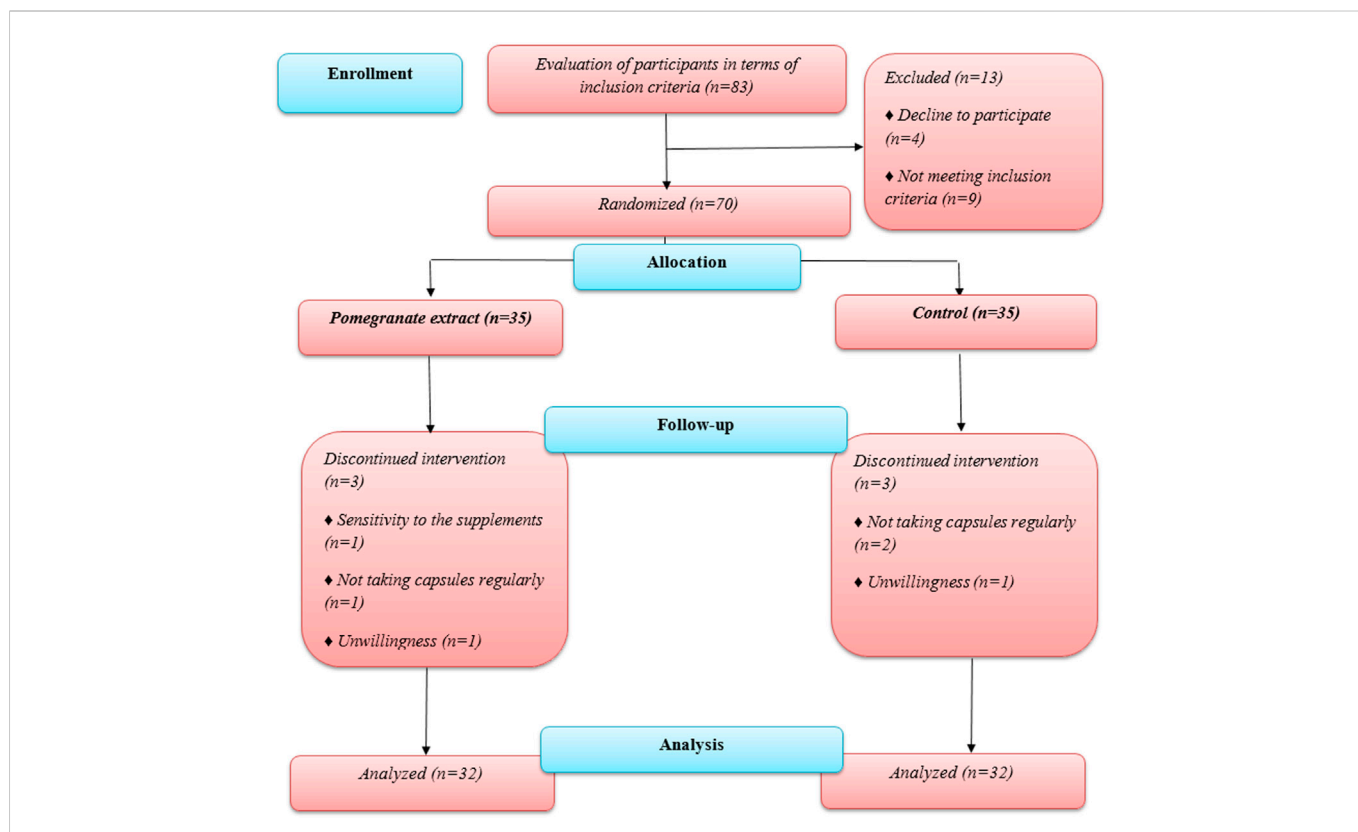 Enrollment
Evaluation of participants in terms of
inclusion criteria (n=83)
Excluded (n=13)
♦ Decline to participate
(n=4)
♦ Not meeting inclusion
criteria (n=9)
Randomized (n=70)
Allocation
Pomegranate extract (n=35)
Control (n=35)
Follow-up
Discontinued intervention
(n=3)
♦ Sensitivity to the supplements
(n=1)
♦ Not taking capsules regularly
(n=1)
♦ Unwillingness (n=1)
Discontinued intervention
(n=3)
♦ Not taking capsules regularly
(n=2)
♦ Unwillingness (n=1)
Analysis
Analyzed (n=32)
Analyzed (n=32)